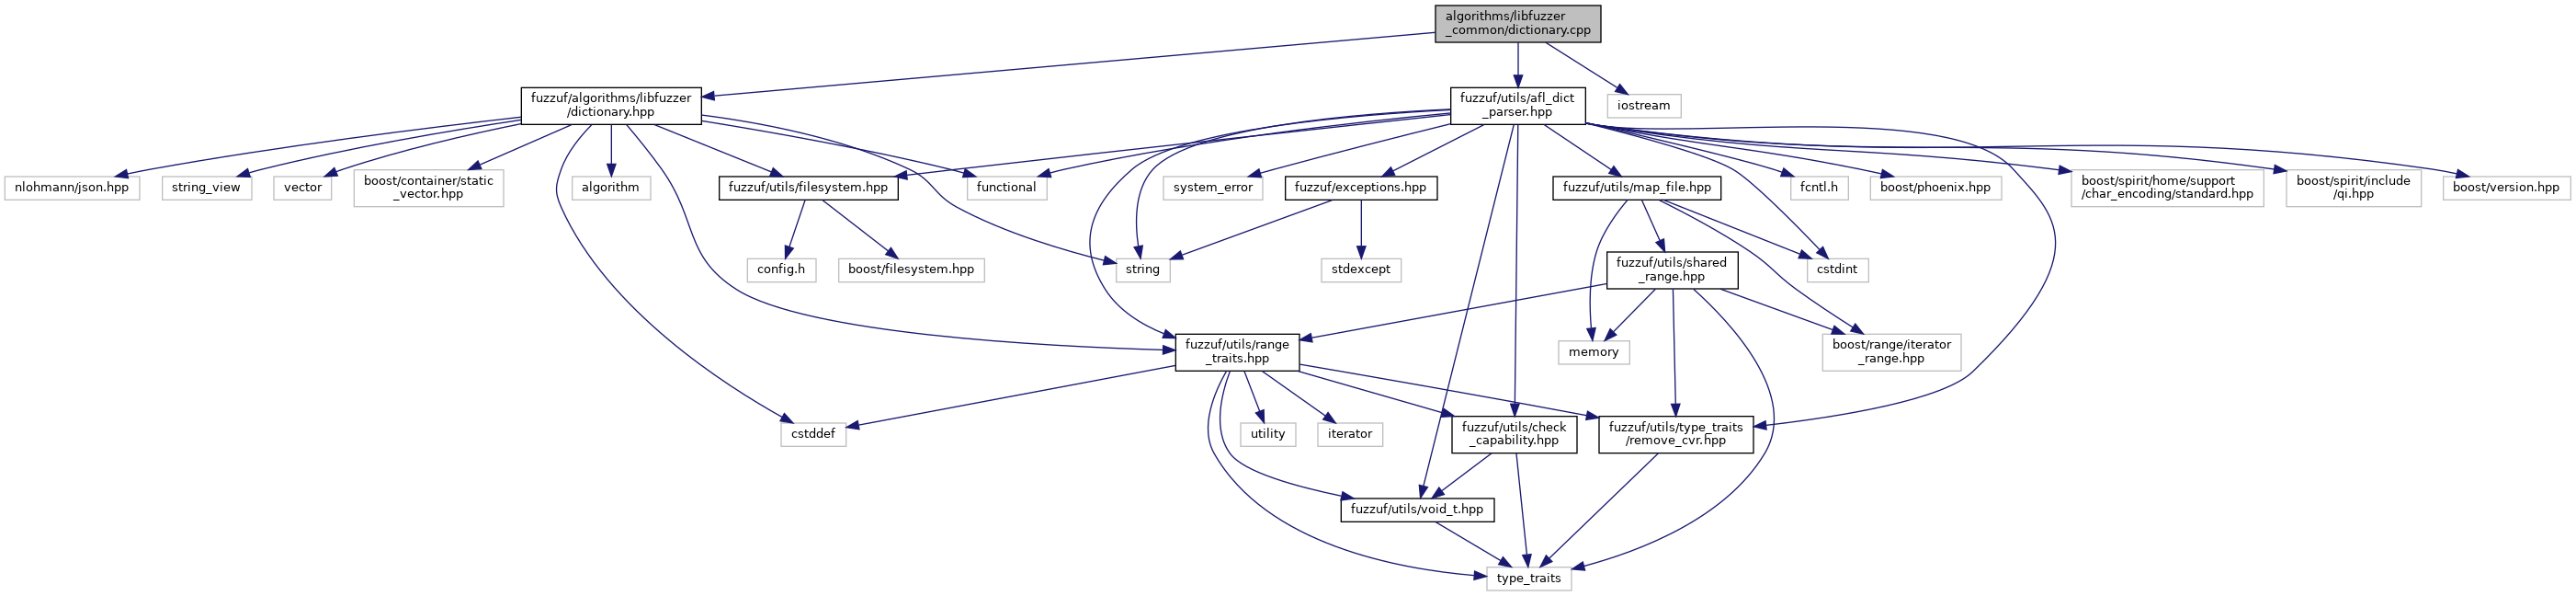 algorithms/libfuzzer
_common/dictionary.cpp
fuzzuf/algorithms/libfuzzer
/dictionary.hpp
fuzzuf/utils/afl_dict
_parser.hpp
iostream
nlohmann/json.hpp
string_view
vector
boost/container/static
_vector.hpp
algorithm
fuzzuf/utils/filesystem.hpp
functional
system_error
fuzzuf/exceptions.hpp
fuzzuf/utils/map_file.hpp
fcntl.h
boost/phoenix.hpp
boost/spirit/home/support
/char_encoding/standard.hpp
boost/spirit/include
/qi.hpp
boost/version.hpp
config.h
boost/filesystem.hpp
string
stdexcept
fuzzuf/utils/shared
_range.hpp
cstdint
fuzzuf/utils/range
_traits.hpp
memory
boost/range/iterator
_range.hpp
cstddef
utility
iterator
fuzzuf/utils/check
_capability.hpp
fuzzuf/utils/type_traits
/remove_cvr.hpp
fuzzuf/utils/void_t.hpp
type_traits